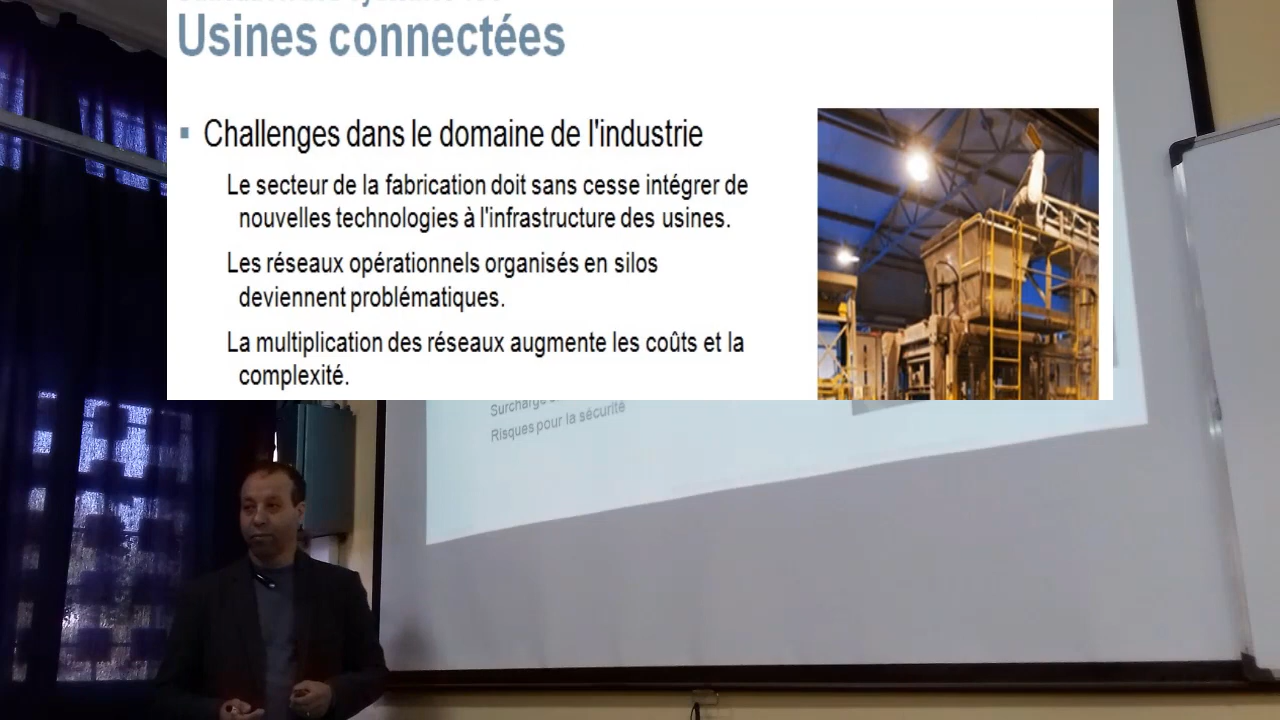 Usines connectées
Challenges dans le domaine de l'industrie
Le secteur de la fabrication doit sans cesse intégrer de
nouvelles technologies à l'infrastructure des usines.
Les réseaux opérationnels organisés en silos
deviennent problématiques.
La multiplication des réseaux augmente les coûts et la
complexité.
Surcharge
Risques pour la sécurité